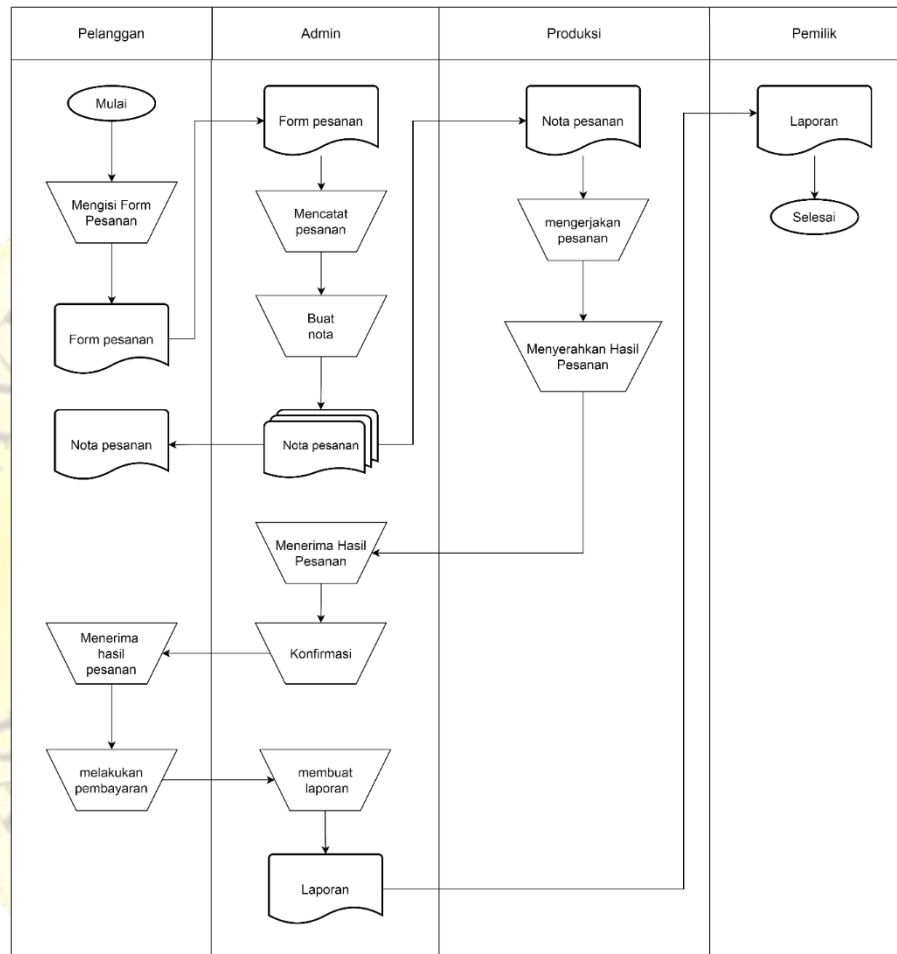 Pelanggan
Admin
Produksi
Pemilik
Mulai
Form pesanan
Nota pesanan
Laporan
Mengisi Form
Pesanan
Mencatat
pesanan
mengerjakan
pesanan
Selesai
Form pesanan
Buat
nota
Menyerahkan Hasil
Pesanan
Nota pesanan
Nota pesanan
Menerima Hasil
Pesanan
Menerima
hasil
pesanan
Konfirmasi
melakukan
pembayaran
membuat
laporan
Laporan